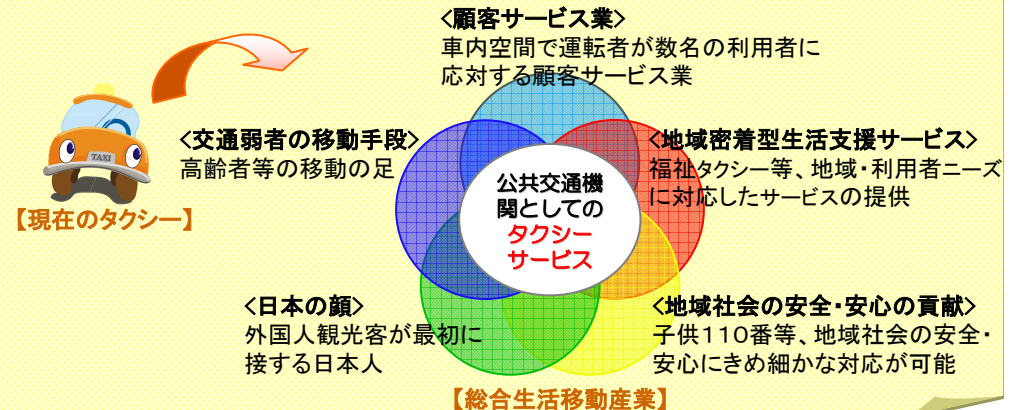 <顧客サービス業>
車内空間で運転者が数名の利用者に
応対する顧客サービス業
<交通弱者の移動手段>
高齢者等の移動の足
<地域密着型生活支援サービス>
福祉タクシー等、地域・利用者ニーズ
に対応したサービスの提供
TAXI
【現在のタクシー】
公共交通機
関としての
タクシー
サービス
<日本の顔>
外国人観光客が最初に
接する日本人
<地域社会の安全・安心の貢献>
子供110番等、地域社会の安全・
安心にきめ細かな対応が可能
【総合生活移動産業】